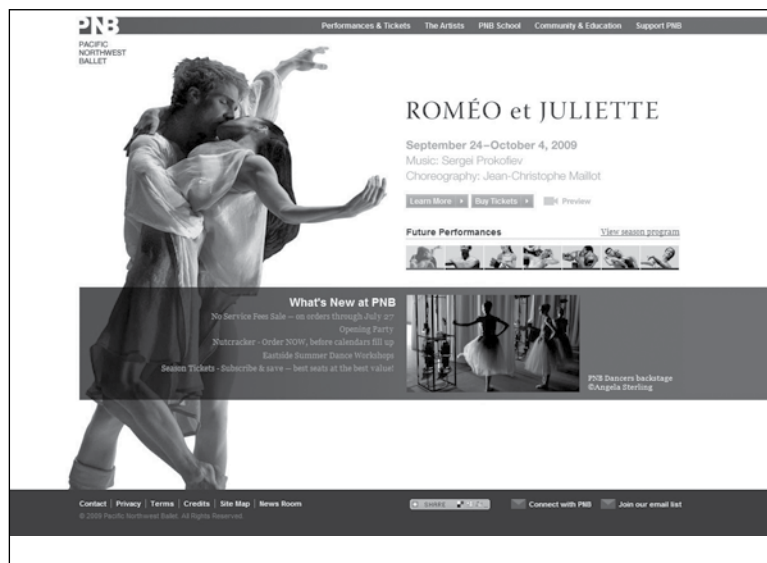 PNB
PACIFIC
NORTHWEST
BALLET
Performances & Tickets The Artists PNB School Community & Education Support PNB
ROMÉO et JULIETTE
September 24–October 4, 2009
Music: Sergei Prokofiev
Choreography: Jean-Christophe Maillot
Learn More Buy Tickets Preview
Future Performances View season program
What's New at PNB
No Service Fees Sale – on orders through July 27
Opening Party
Nutcracker - Order NOW, before calendars fill up
Eastside Summer Dance Workshops
Season Tickets - Subscribe & save – best seats at the best value!
PNB Dancers backstage
©Angela Sterling
Contact | Privacy | Terms | Credits | Site Map | News Room
SHARE
Connect with PNB Join our email list
© 2009 Pacific Northwest Ballet. All Rights Reserved